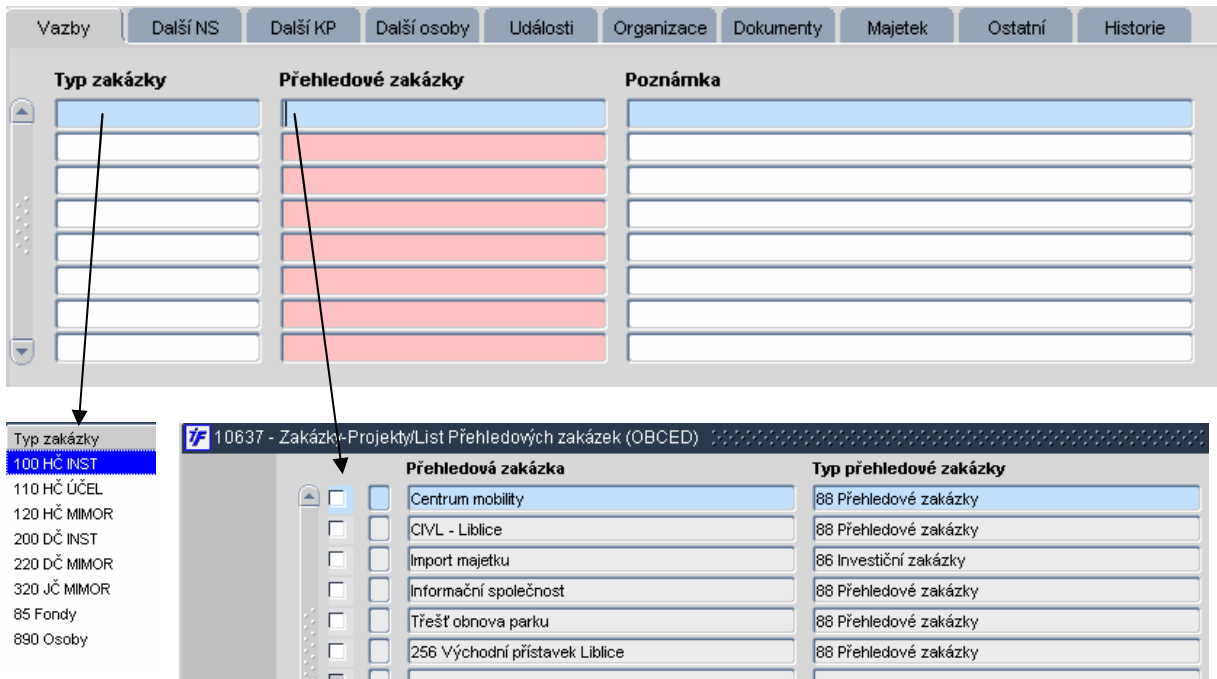 Vazby Další NS Další KP Další osoby Události Organizace Dokumenty Majetek Ostatní Historie
Typ zakázky Přehledové zakázky Poznámka
Typ zakázky
100 HČ INST
110 HČ ÚČEL
120 HČ MIMOR
200 DČ INST
220 DČ MIMOR
320 JČ MIMOR
85 Fondy
890 Osoby
10637 - Zakázky-Projekty/List Přehledových zakázek (OBCED)
Přehledová zakázka Typ přehledové zakázky
Centrum mobility 88 Přehledové zakázky
CIVL - Liblice 88 Přehledové zakázky
Import majetku 86 Investiční zakázky
Informační společnost 88 Přehledové zakázky
Třešť obnova parku 88 Přehledové zakázky
256 Východní přístavek Liblice 88 Přehledové zakázky